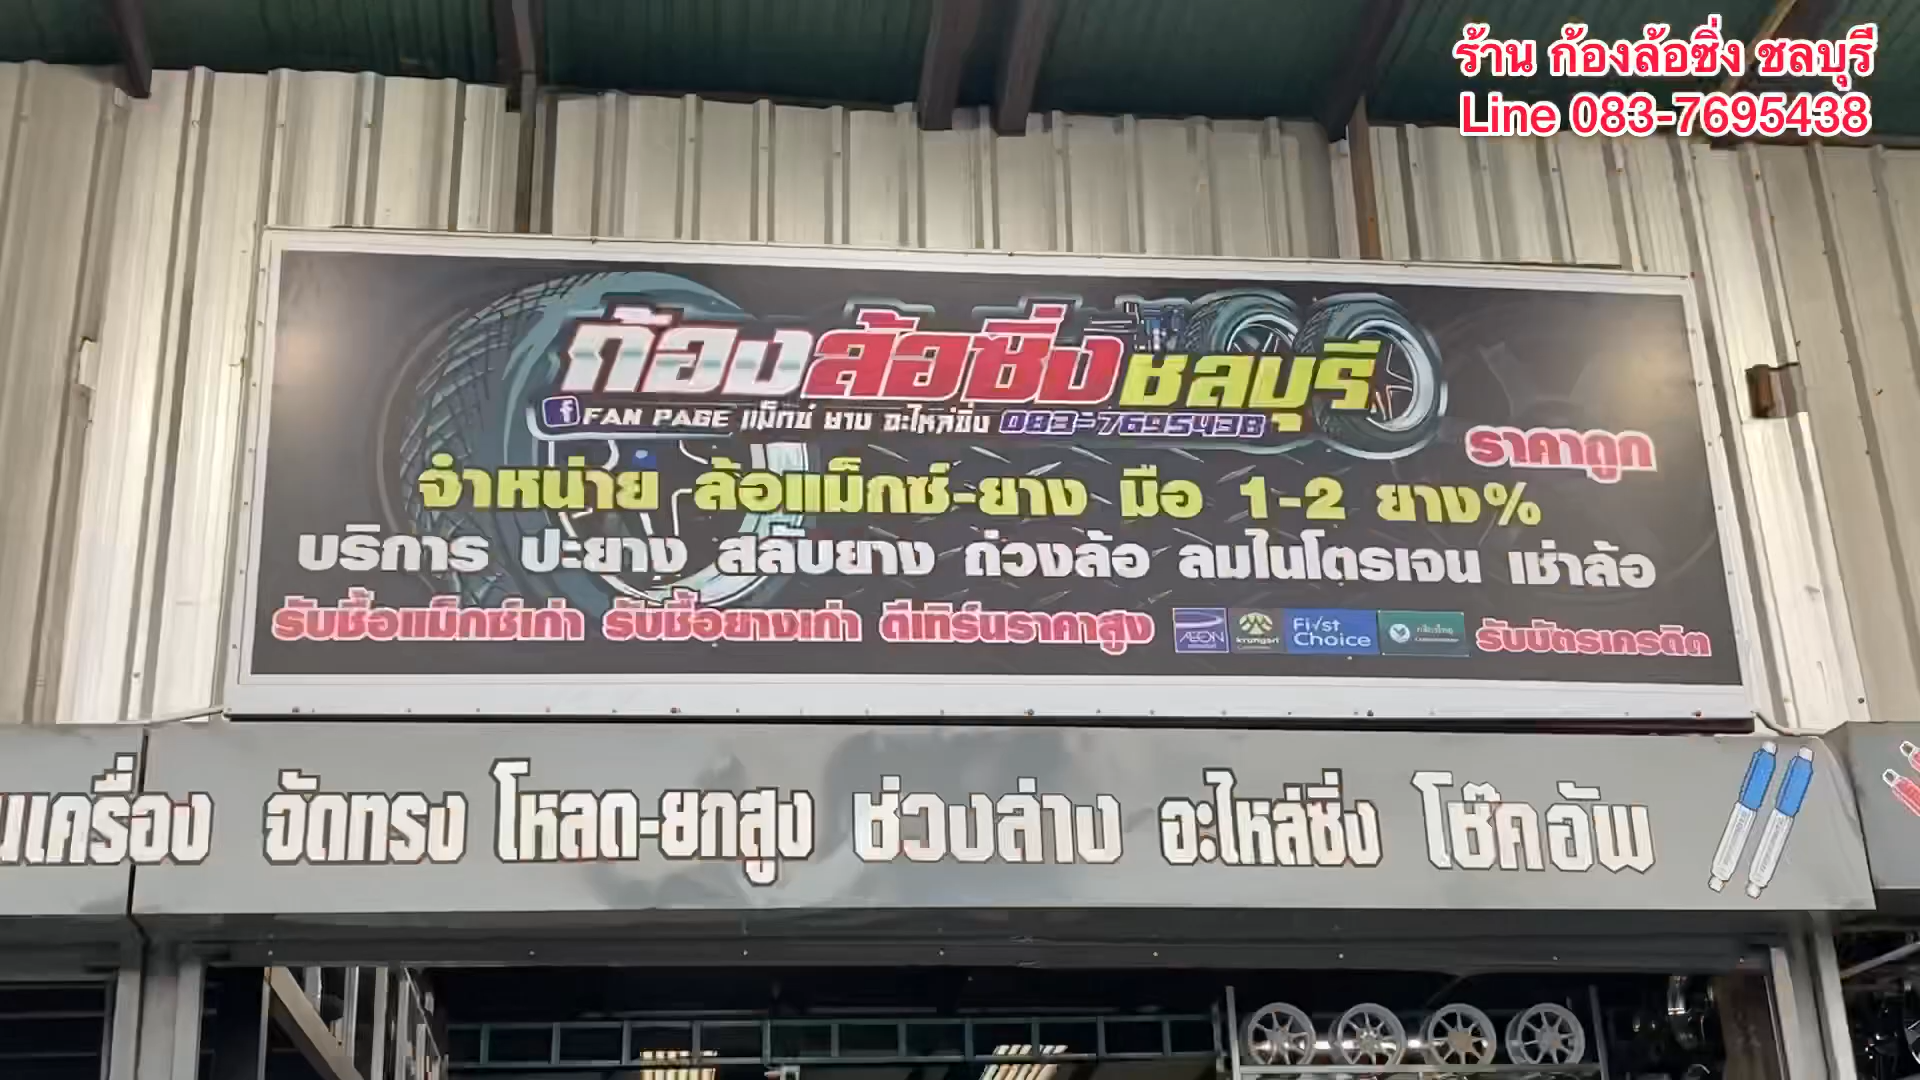 ร้าน ก้องล้อซิ่ง ชลบุรี
Line 083-7695438
ก้องล้อซิ่งชลบุรี
FAN PAGE แม็กซ์ ยาง อะไหล่ซิ่ง 083-7695438
ราคาถูก
จำหน่าย ล้อแม็กซ์-ยาง มือ 1-2 ยาง%
บริการ ปะยาง สลับยาง ถ่วงล้อ ลมไนโตรเจน เช่าล้อ
รับซื้อแม็กซ์เก่า รับซื้อยางเก่า ตีเทิร์นราคาสูง AEON krungsri First Choice กสิกรไทย รับบัตรเครดิต
นเครื่อง จัดทรง โหลด-ยกสูง ช่วงล่าง อะไหล่ซิ่ง โช๊คอัพ